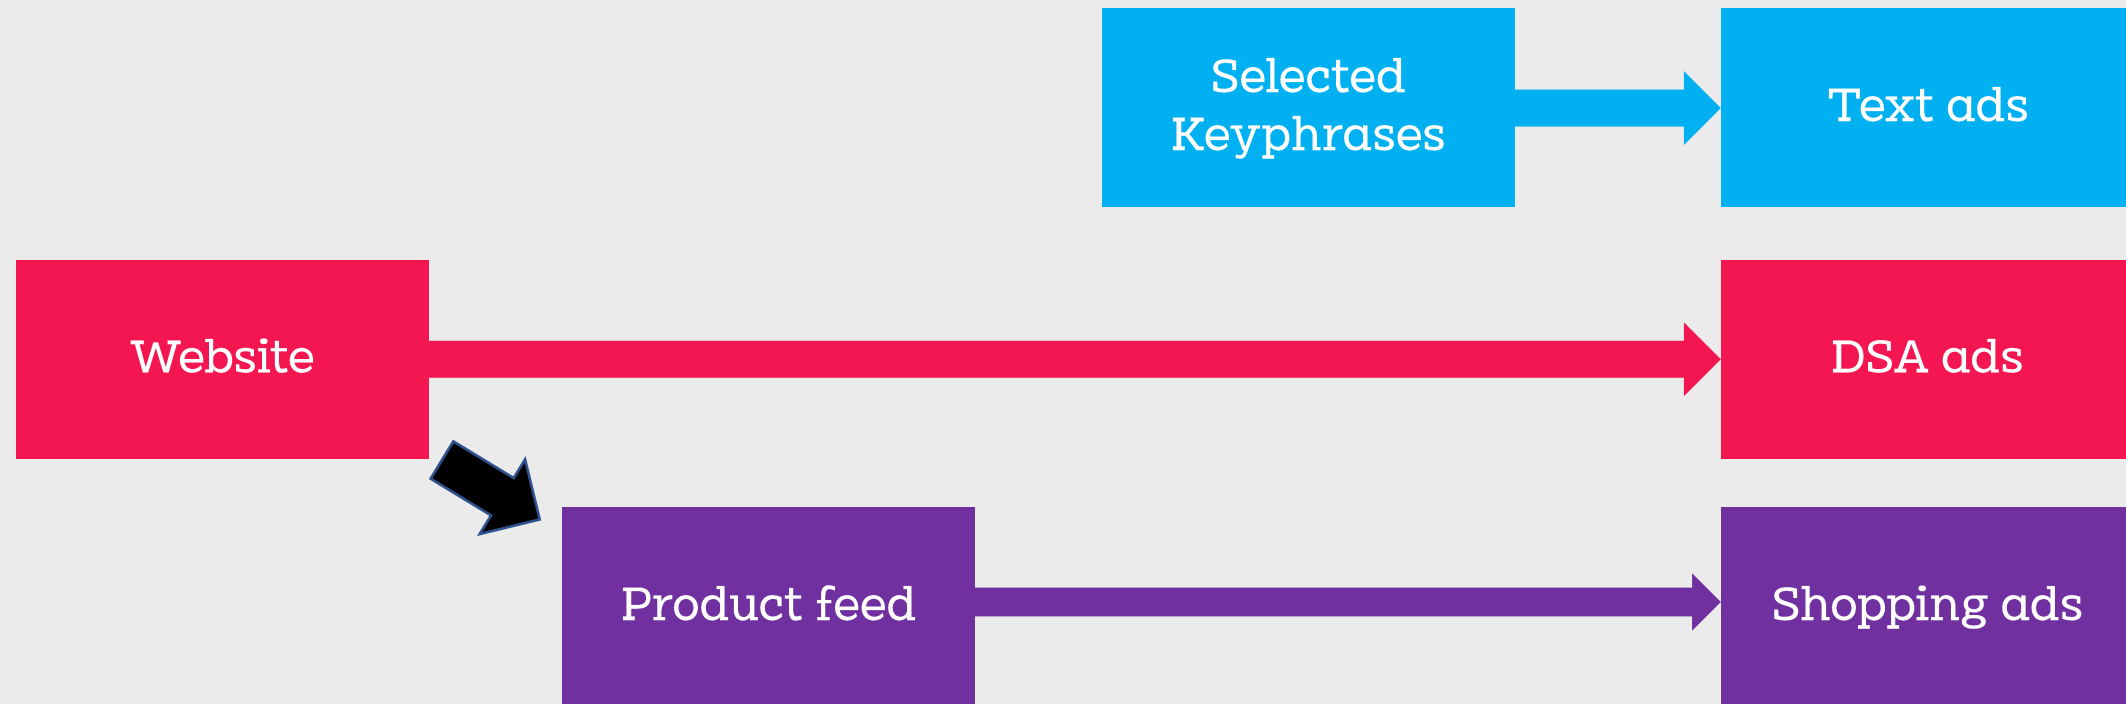 Selected
Keyphrases
Text ads
Website
DSA ads
Product feed
Shopping ads